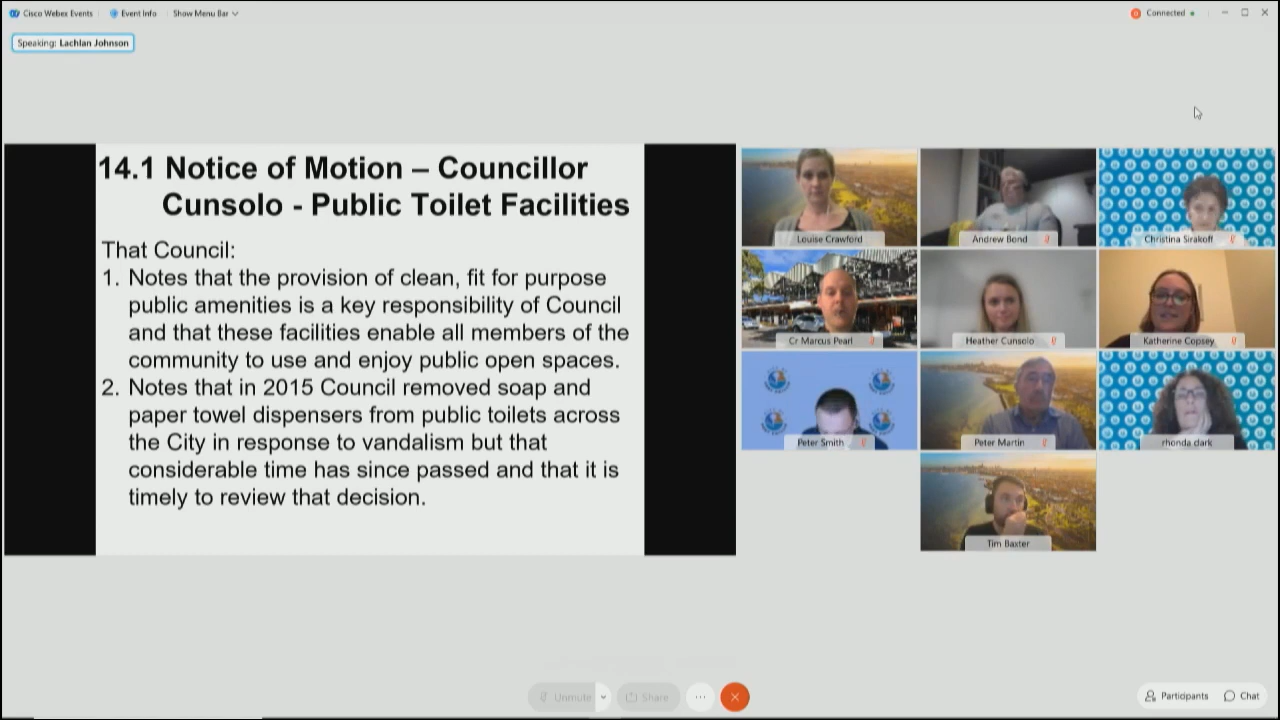 Cisco Webex Events
Event Info
Show Menu Bar
Connected
Speaking: Lachlan Johnson
14.1 Notice of Motion – Councillor
Cunsolo - Public Toilet Facilities
That Council:
1. Notes that the provision of clean, fit for purpose
public amenities is a key responsibility of Council
and that these facilities enable all members of the
community to use and enjoy public open spaces.
2. Notes that in 2015 Council removed soap and
paper towel dispensers from public toilets across
the City in response to vandalism but that
considerable time has since passed and that it is
timely to review that decision.
Louise Crawford
Andrew Bond
Christina Sirakoff
Cr Marcus Pearl
Heather Cunsolo
Katherine Copsey
Peter Smith
Peter Martin
rhonda clark
Tim Baxter
Unmute
Share
Participants
Chat